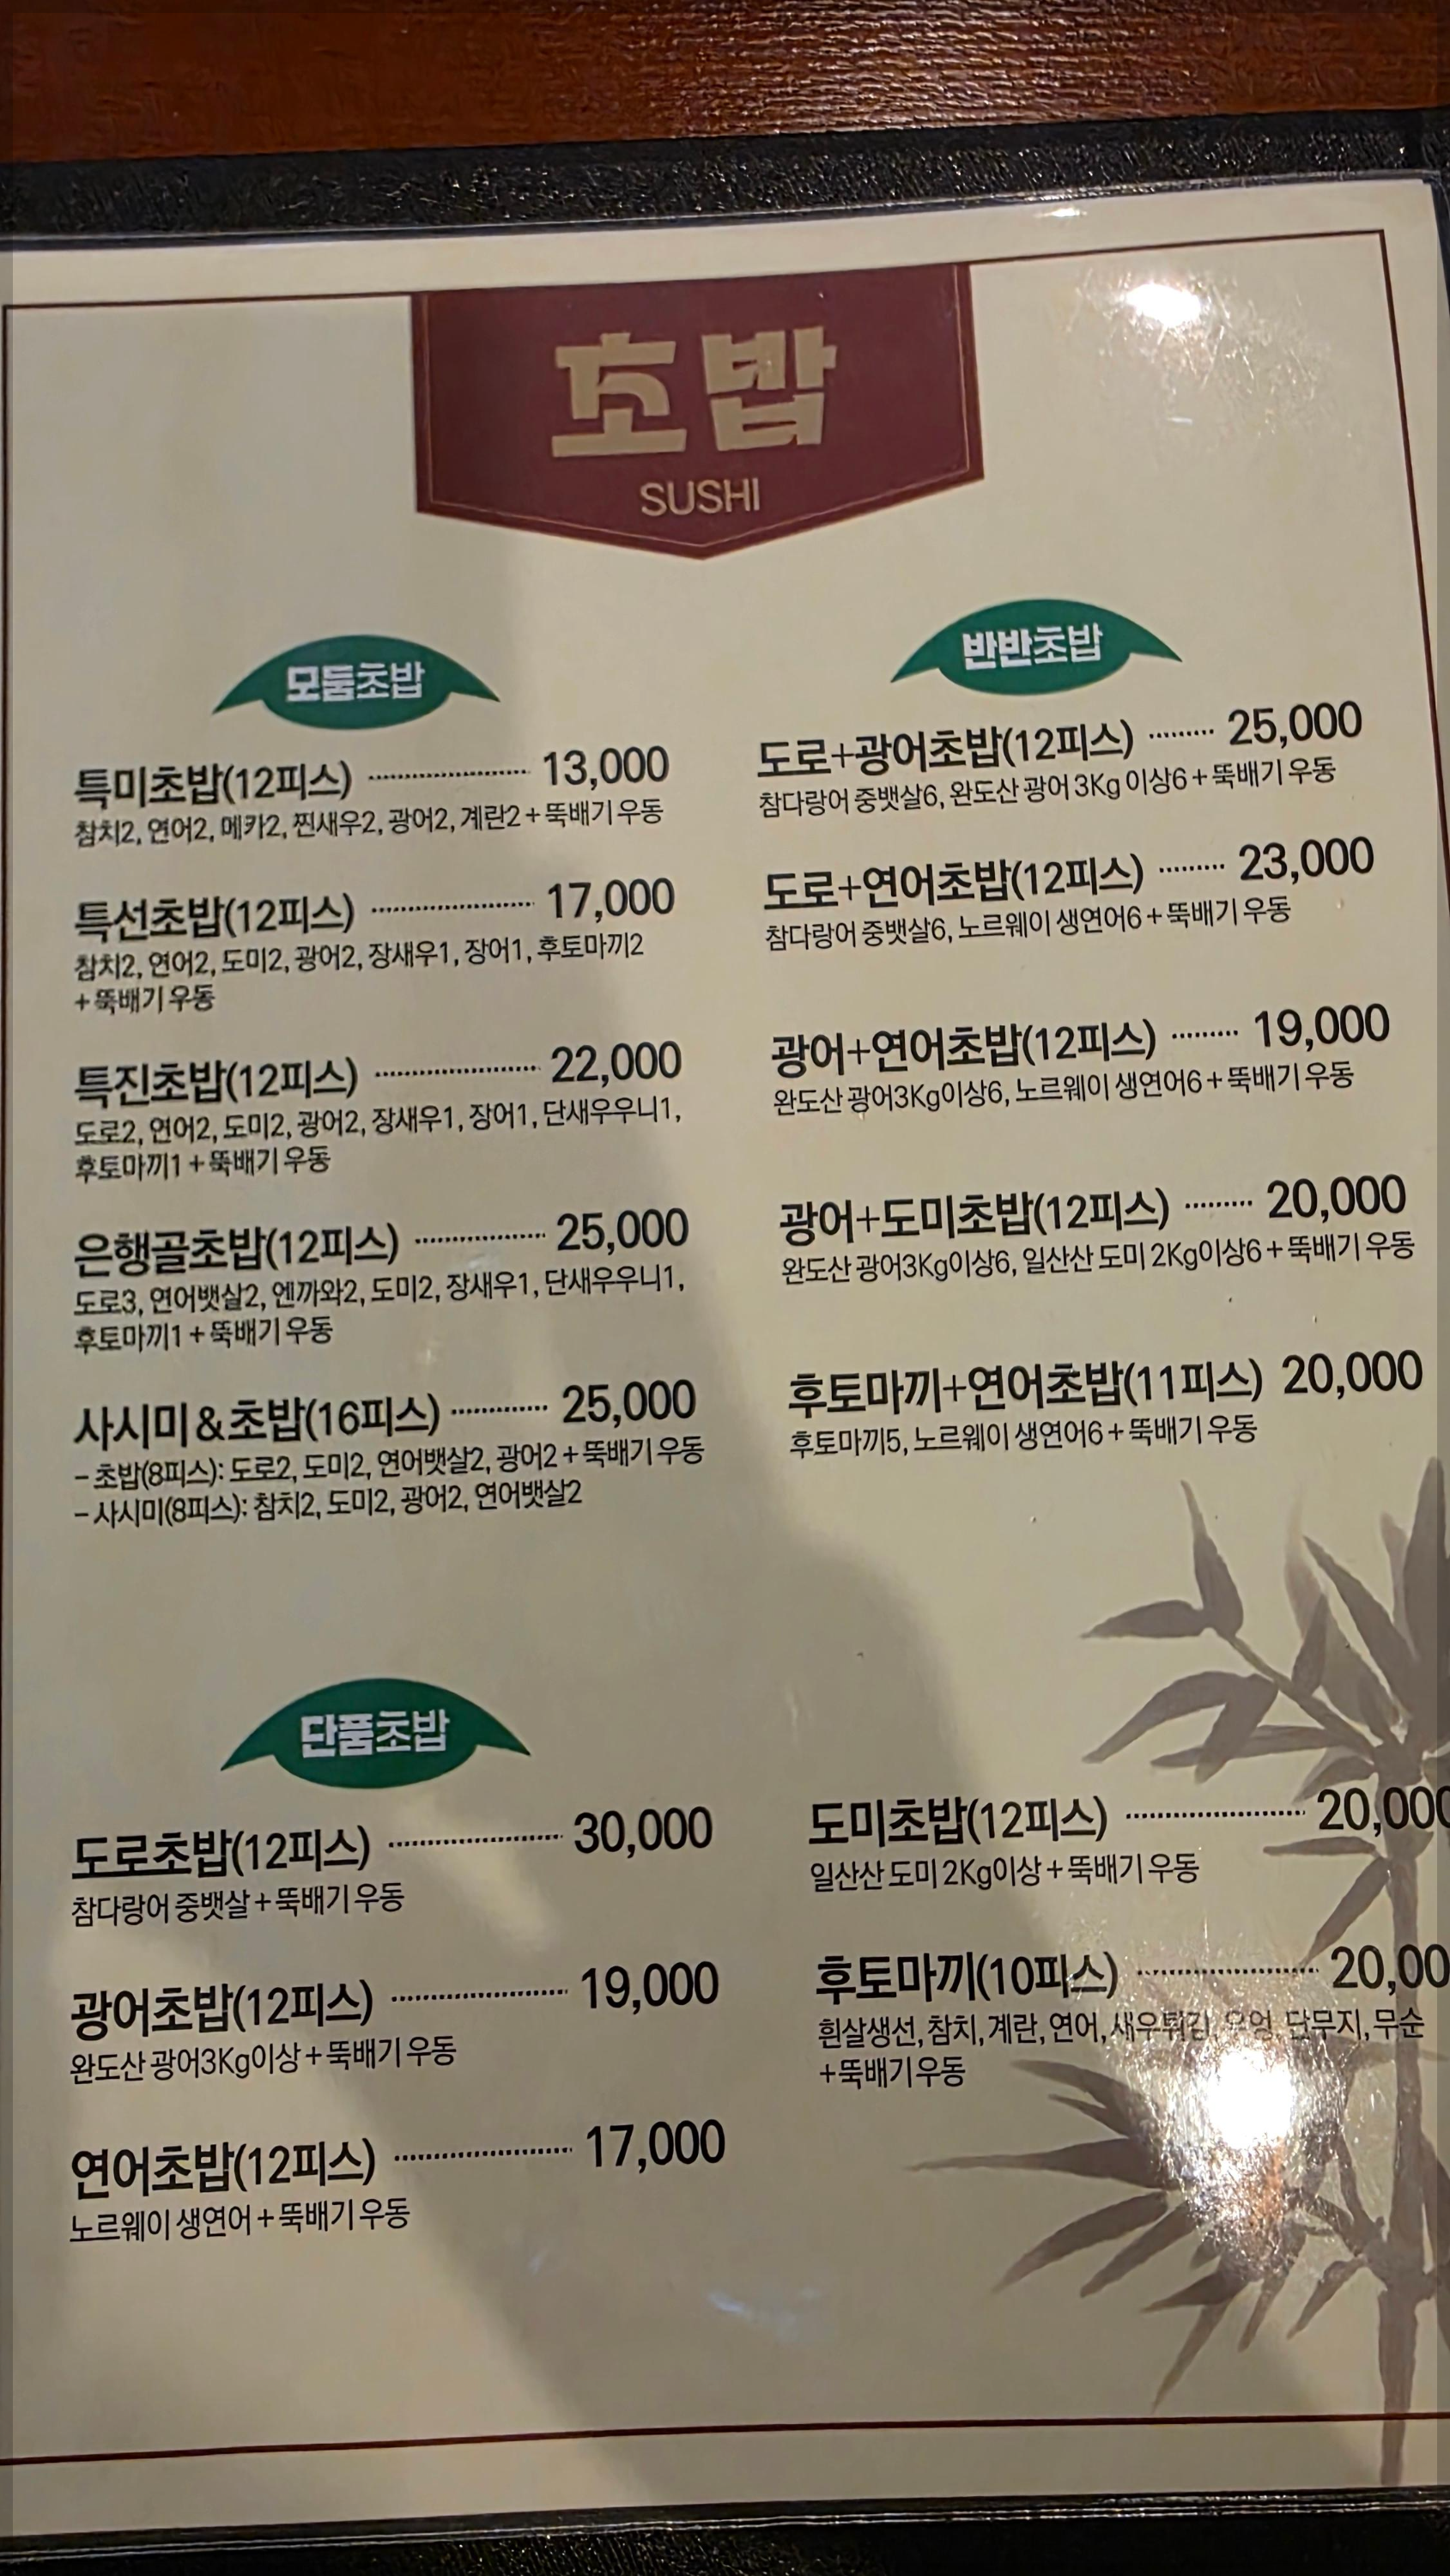 초밥
SUSHI
모둠초밥
특미초밥(12피스) 13,000
참치2, 연어2, 메카2, 찐새우2, 광어2, 계란2 + 뚝배기 우동
특선초밥(12피스) 17,000
참치2, 연어2, 도미2, 광어2, 장새우1, 장어1, 후토마끼2
+ 뚝배기 우동
특진초밥(12피스) 22,000
도로2, 연어2, 도미2, 광어2, 장새우1, 장어1, 단새우우니1,
후토마끼1 + 뚝배기 우동
은행골초밥(12피스) 25,000
도로3, 연어뱃살2, 엔까와2, 도미2, 장새우1, 단새우우니1,
후토마끼1 + 뚝배기 우동
사시미&초밥(16피스) 25,000
- 초밥(8피스): 도로2, 도미2, 연어뱃살2, 광어2 + 뚝배기 우동
- 사시미(8피스): 참치2, 도미2, 광어2, 연어뱃살2
반반초밥
도로+광어초밥(12피스) 25,000
참다랑어 중뱃살6, 완도산 광어 3Kg 이상6 + 뚝배기 우동
도로+연어초밥(12피스) 23,000
참다랑어 중뱃살6, 노르웨이 생연어6 + 뚝배기 우동
광어+연어초밥(12피스) 19,000
완도산 광어3Kg이상6, 노르웨이 생연어6 + 뚝배기 우동
광어+도미초밥(12피스) 20,000
완도산 광어3Kg이상6, 일산산 도미 2Kg이상6 + 뚝배기 우동
후토마끼+연어초밥(11피스) 20,000
후토마끼5, 노르웨이 생연어6 + 뚝배기 우동
단품초밥
도로초밥(12피스) 30,000
참다랑어 중뱃살 + 뚝배기 우동
광어초밥(12피스) 19,000
완도산 광어3Kg이상 + 뚝배기 우동
연어초밥(12피스) 17,000
노르웨이 생연어 + 뚝배기 우동
도미초밥(12피스) 20,000
일산산 도미 2Kg이상 + 뚝배기 우동
후토마끼(10피스) 20,00
흰살생선, 참치, 계란, 연어, 새우튀김, 우엉, 단무지, 무순
+ 뚝배기 우동